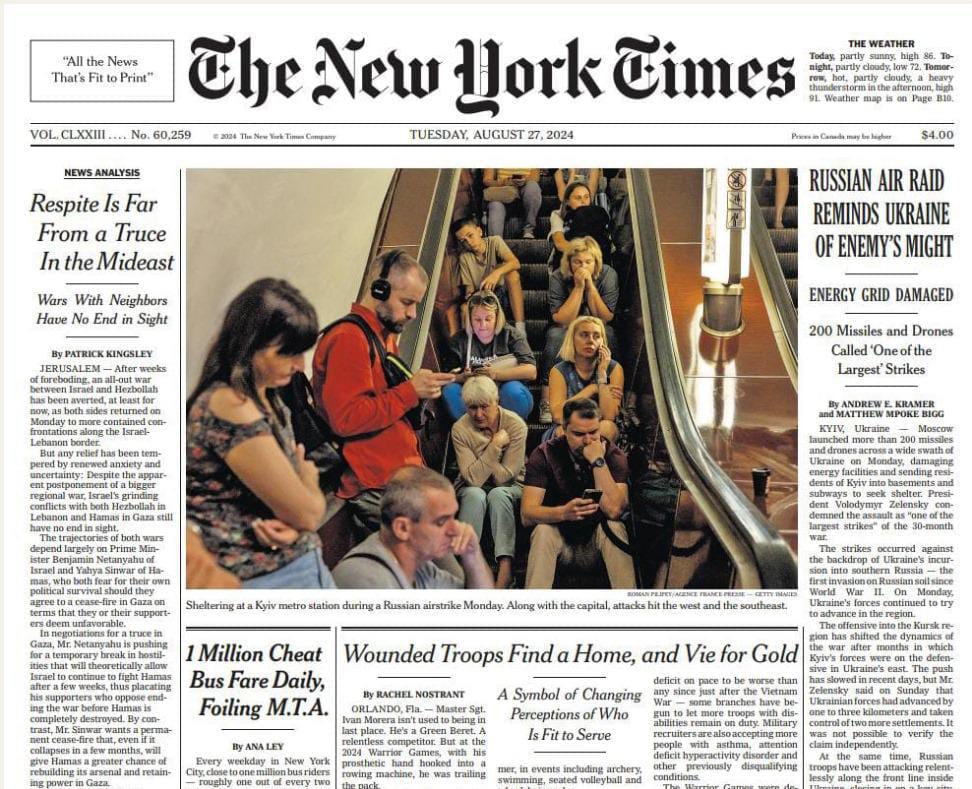 "All the News
That's Fit to Print"
The New York Times
THE WEATHER
Today, partly sunny, high 86. To-
night, partly cloudy, low 72. Tomor-
row, hot, partly cloudy, a heavy
thunderstorm in the afternoon, high
91. Weather map is on Page B10.
VOL. CLXXIII .... No. 60,259
© 2024 The New York Times Company
TUESDAY, AUGUST 27, 2024
Prices in Canada may be higher
$4.00
NEWS ANALYSIS
Respite Is Far
From a Truce
In the Mideast
Wars With Neighbors
Have No End in Sight
By PATRICK KINGSLEY
JERUSALEM — After weeks
of foreboding, an all-out war
between Israel and Hezbollah
has been averted, at least for
now, as both sides returned on
Monday to more contained con-
frontations along the Israel-
Lebanon border.
But any relief has been tem-
pered by renewed anxiety and
uncertainty: Despite the appar-
ent postponement of a bigger
regional war, Israel's grinding
conflicts with both Hezbollah in
Lebanon and Hamas in Gaza still
have no end in sight.
The trajectories of both wars
depend largely on Prime Min-
ister Benjamin Netanyahu of
Israel and Yahya Sinwar of Ha-
mas, who both fear for their own
political survival should they
agree to a cease-fire in Gaza on
terms that they or their support-
ers deem unfavorable.
In negotiations for a truce in
Gaza, Mr. Netanyahu is pushing
for a temporary break in hostil-
ities that will theoretically allow
Israel to continue to fight Hamas
after a few weeks, thus placating
his supporters who oppose end-
ing the war before Hamas is
completely destroyed. By con-
trast, Mr. Sinwar wants a perma-
nent cease-fire that, even if it
collapses in a few months, will
give Hamas a greater chance of
rebuilding its arsenal and retain-
ing power in Gaza.
ROMAN PILIPEY/AGENCE FRANCE-PRESSE — GETTY IMAGES
Sheltering at a Kyiv metro station during a Russian airstrike Monday. Along with the capital, attacks hit the west and the southeast.
1 Million Cheat
Bus Fare Daily,
Foiling M.T.A.
By ANA LEY
Every weekday in New York
City, close to one million bus riders
— roughly one out of every two
Wounded Troops Find a Home, and Vie for Gold
By RACHEL NOSTRANT
ORLANDO, Fla. — Master Sgt.
Ivan Morera isn't used to being in
last place. He's a Green Beret. A
relentless competitor. But at the
2024 Warrior Games, with his
prosthetic hand hooked into a
rowing machine, he was trailing
the pack.
A Symbol of Changing
Perceptions of Who
Is Fit to Serve
mer, in events including archery,
swimming, seated volleyball and
deficit on pace to be worse than
any since just after the Vietnam
War — some branches have be-
gun to let more troops with dis-
abilities remain on duty. Military
recruiters are also accepting more
people with asthma, attention
deficit hyperactivity disorder and
other previously disqualifying
conditions.
The Warrior Games were de-
RUSSIAN AIR RAID
REMINDS UKRAINE
OF ENEMY'S MIGHT
ENERGY GRID DAMAGED
200 Missiles and Drones
Called 'One of the
Largest' Strikes
By ANDREW E. KRAMER
and MATTHEW MPOKE BIGG
KYIV, Ukraine — Moscow
launched more than 200 missiles
and drones across a wide swath of
Ukraine on Monday, damaging
energy facilities and sending resi-
dents of Kyiv into basements and
subways to seek shelter. Presi-
dent Volodymyr Zelensky con-
demned the assault as "one of the
largest strikes" of the 30-month
war.
The strikes occurred against
the backdrop of Ukraine's incur-
sion into southern Russia — the
first invasion on Russian soil since
World War II. On Monday,
Ukraine's forces continued to try
to advance in the region.
The offensive into the Kursk re-
gion has shifted the dynamics of
the war after months in which
Kyiv's forces were on the defen-
sive in Ukraine's east. The push
has slowed in recent days, but Mr.
Zelensky said on Sunday that
Ukrainian forces had advanced by
one to three kilometers and taken
control of two more settlements. It
was not possible to verify the
claim independently.
At the same time, Russian
troops have been attacking relent-
lessly along the front line inside
Ukraine, closing in on a key city